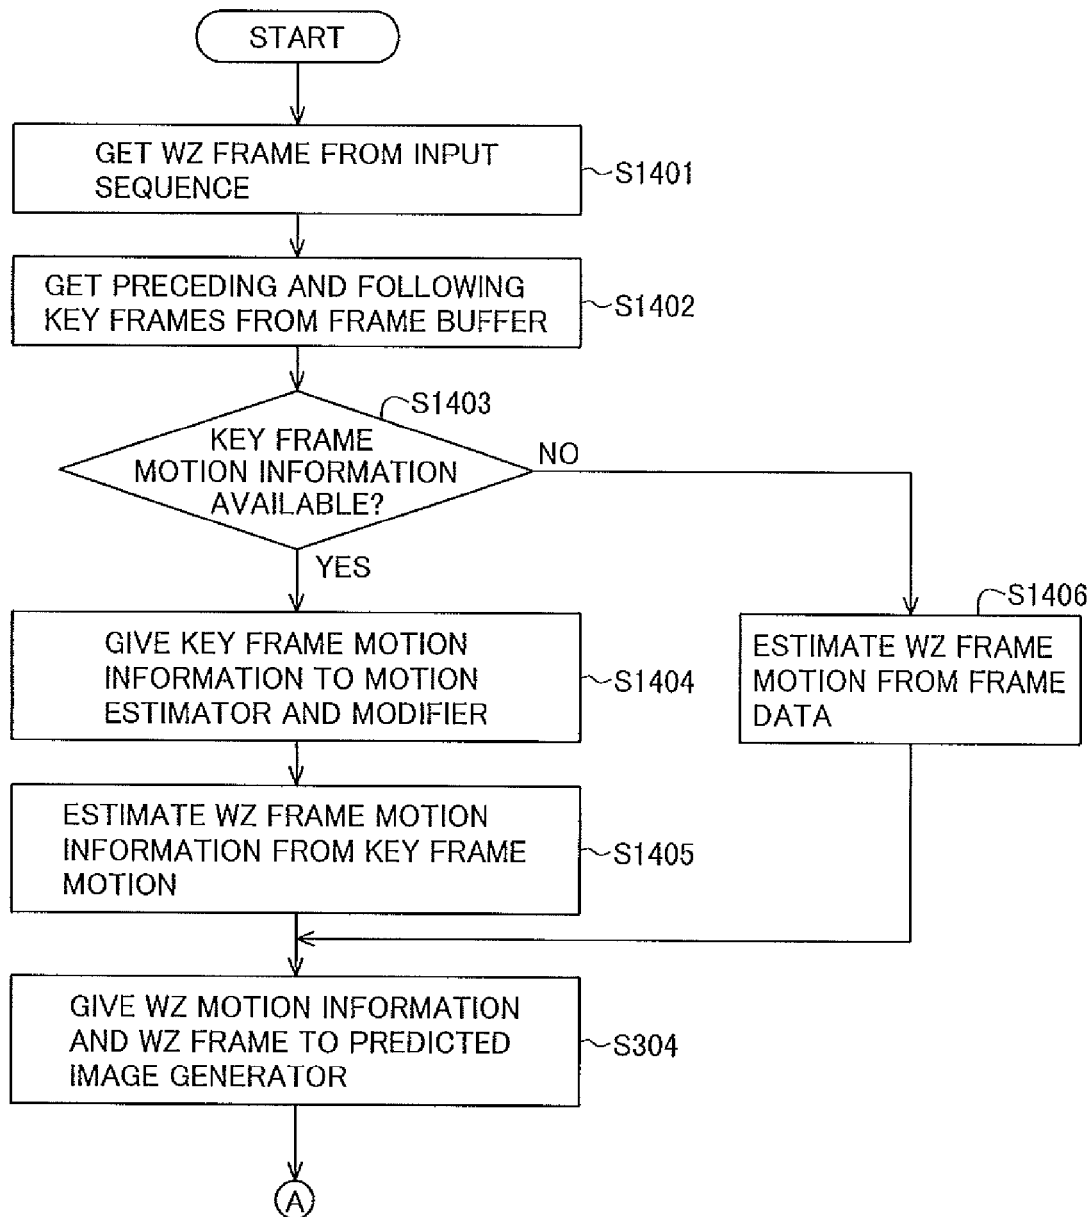 START
GET WZ FRAME FROM INPUT
SEQUENCE
S1401
GET PRECEDING AND FOLLOWING
KEY FRAMES FROM FRAME BUFFER
S1402
S1403
KEY FRAME
MOTION INFORMATION
AVAILABLE?
NO
YES
GIVE KEY FRAME MOTION
INFORMATION TO MOTION
ESTIMATOR AND MODIFIER
S1404
S1406
ESTIMATE WZ FRAME
MOTION FROM FRAME
DATA
ESTIMATE WZ FRAME MOTION
INFORMATION FROM KEY FRAME
MOTION
S1405
GIVE WZ MOTION INFORMATION
AND WZ FRAME TO PREDICTED
IMAGE GENERATOR
S304
A